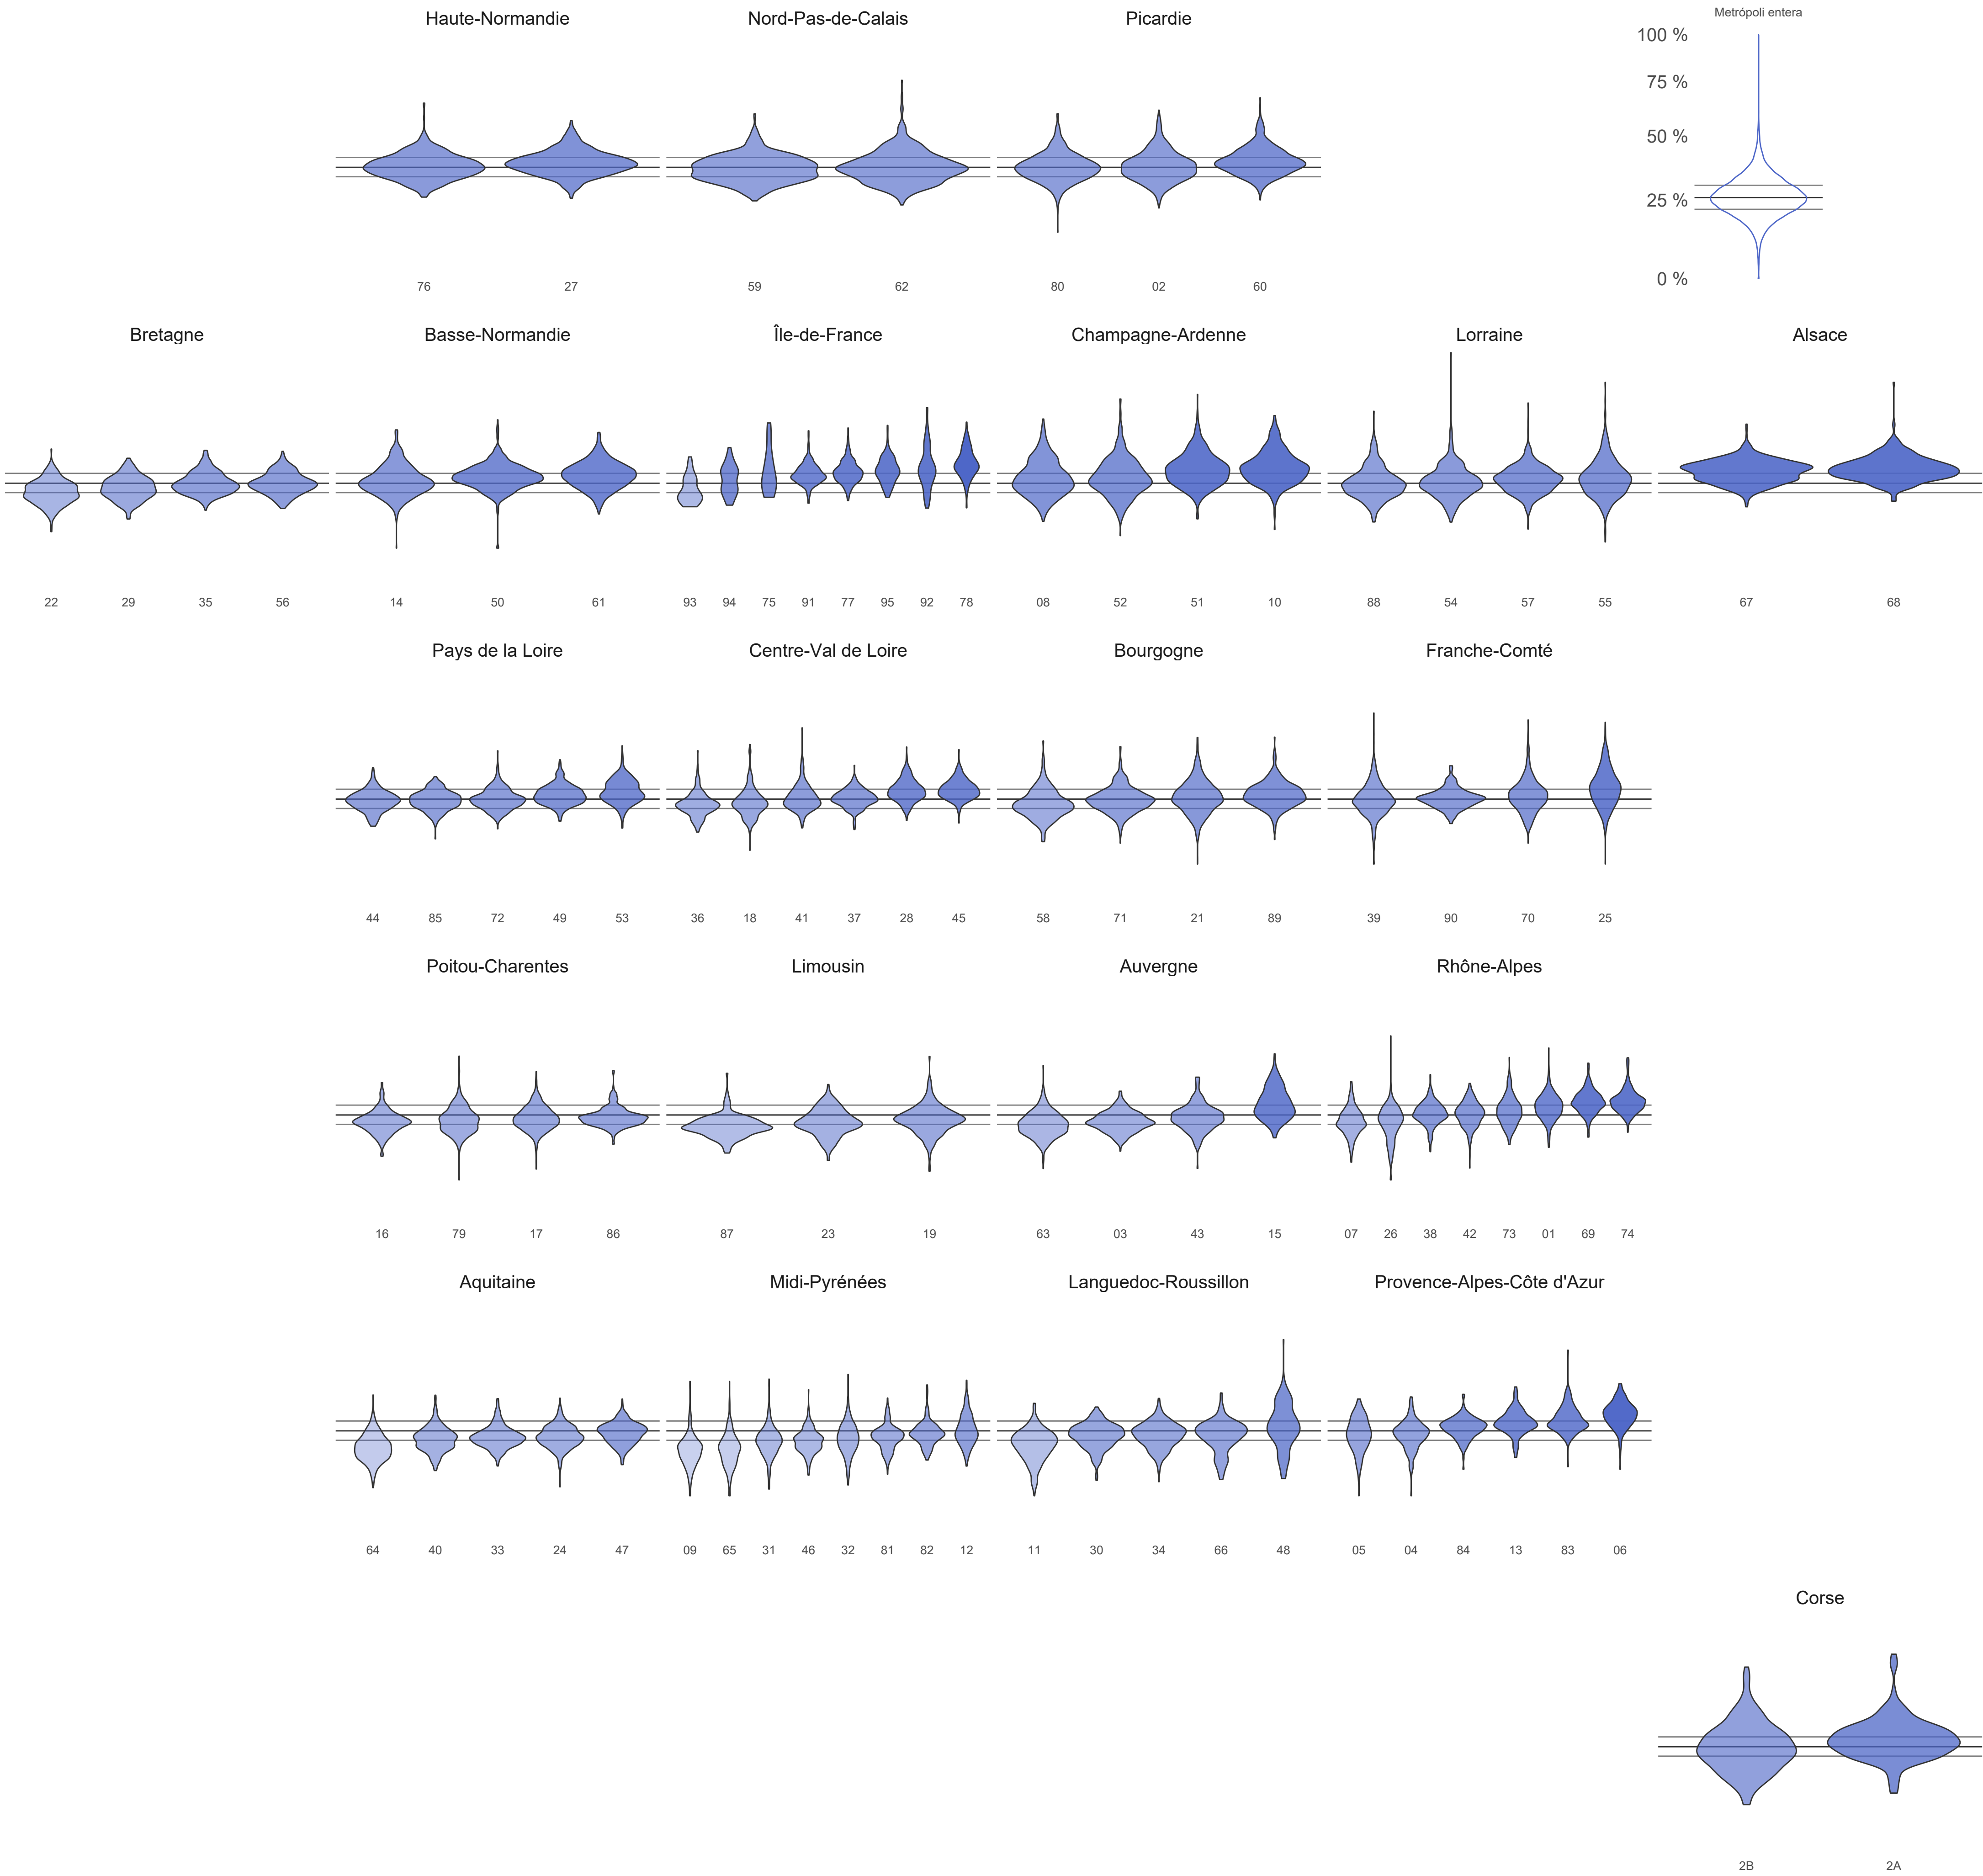 Haute-Normandie Nord-Pas-de-Calais Picardie Metrópoli entera
100 %
75 %
50 %
25 %
0 %
76 27 59 62 80 02 60
Bretagne Basse-Normandie Île-de-France Champagne-Ardenne Lorraine Alsace
22 29 35 56 14 50 61 93 94 75 91 77 95 92 78 08 52 51 10 88 54 57 55 67 68
Pays de la Loire Centre-Val de Loire Bourgogne Franche-Comté
44 85 72 49 53 36 18 41 37 28 45 58 71 21 89 39 90 70 25
Poitou-Charentes Limousin Auvergne Rhône-Alpes
16 79 17 86 87 23 19 63 03 43 15 07 26 38 42 73 01 69 74
Aquitaine Midi-Pyrénées Languedoc-Roussillon Provence-Alpes-Côte d'Azur
64 40 33 24 47 09 65 31 46 32 81 82 12 11 30 34 66 48 05 04 84 13 83 06
Corse
2B 2A